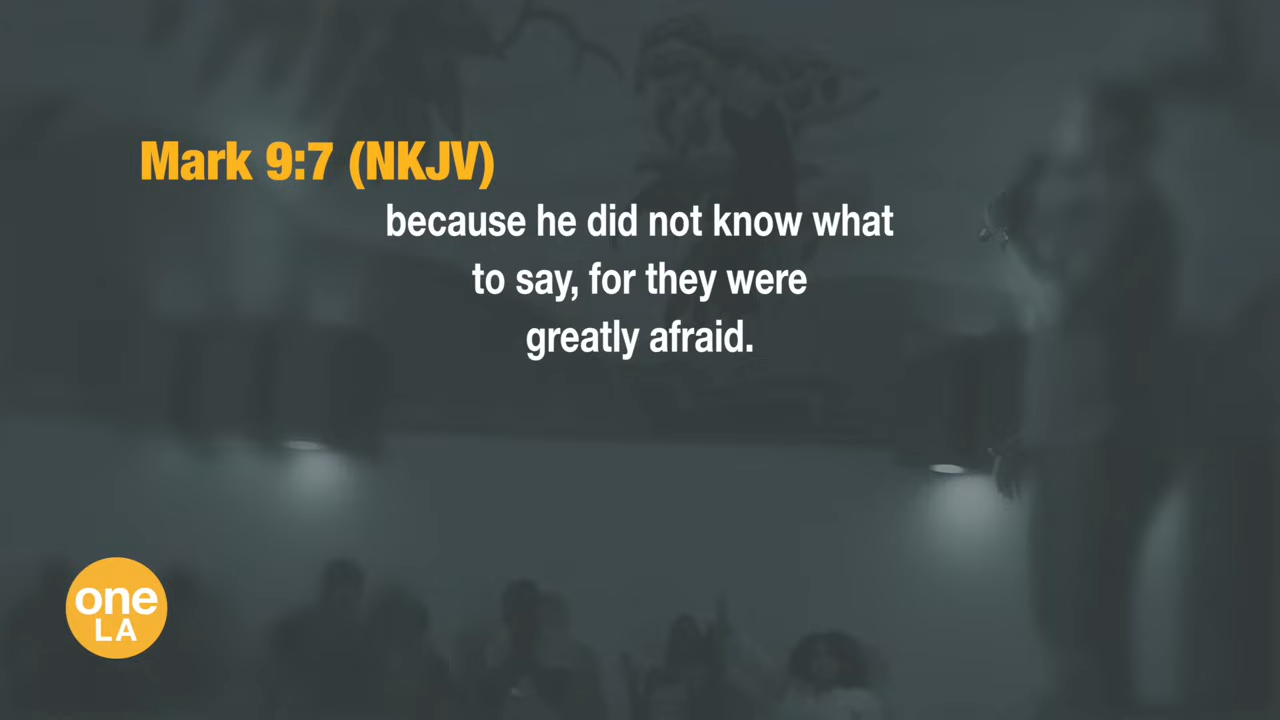 Mark 9:7 (NKJV)
because he did not know what
to say, for they were
greatly afraid.
one
LA